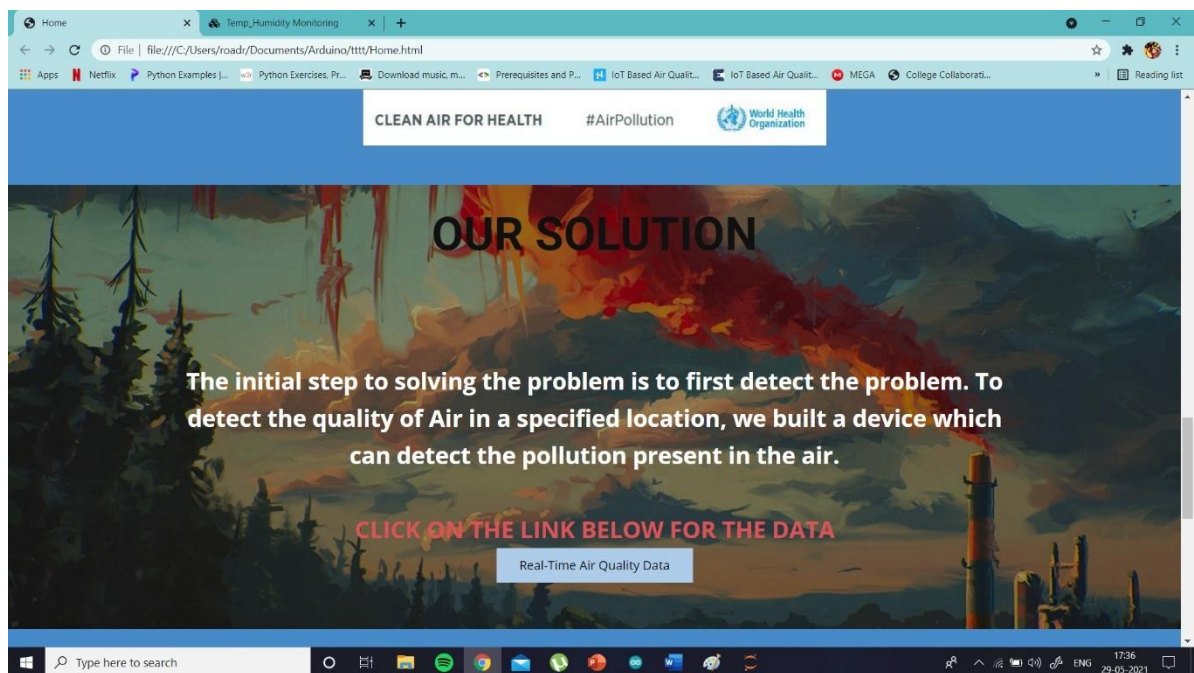 Home
Temp_Humidity Monitoring
File | file:///C:/Users/roadr/Documents/Arduino/tttt/Home.html
Apps
Netflix
Python Examples |...
Python Exercises, Pr...
Download music, m...
Prerequisites and P...
IoT Based Air Qualit...
IoT Based Air Qualit...
MEGA
College Collaborati...
»
Reading list
CLEAN AIR FOR HEALTH
#AirPollution
World Health
Organization
OUR SOLUTION
The initial step to solving the problem is to first detect the problem. To
detect the quality of Air in a specified location, we built a device which
can detect the pollution present in the air.
CLICK ON THE LINK BELOW FOR THE DATA
Real-Time Air Quality Data
Type here to search
ENG
17:36
29-05-2021